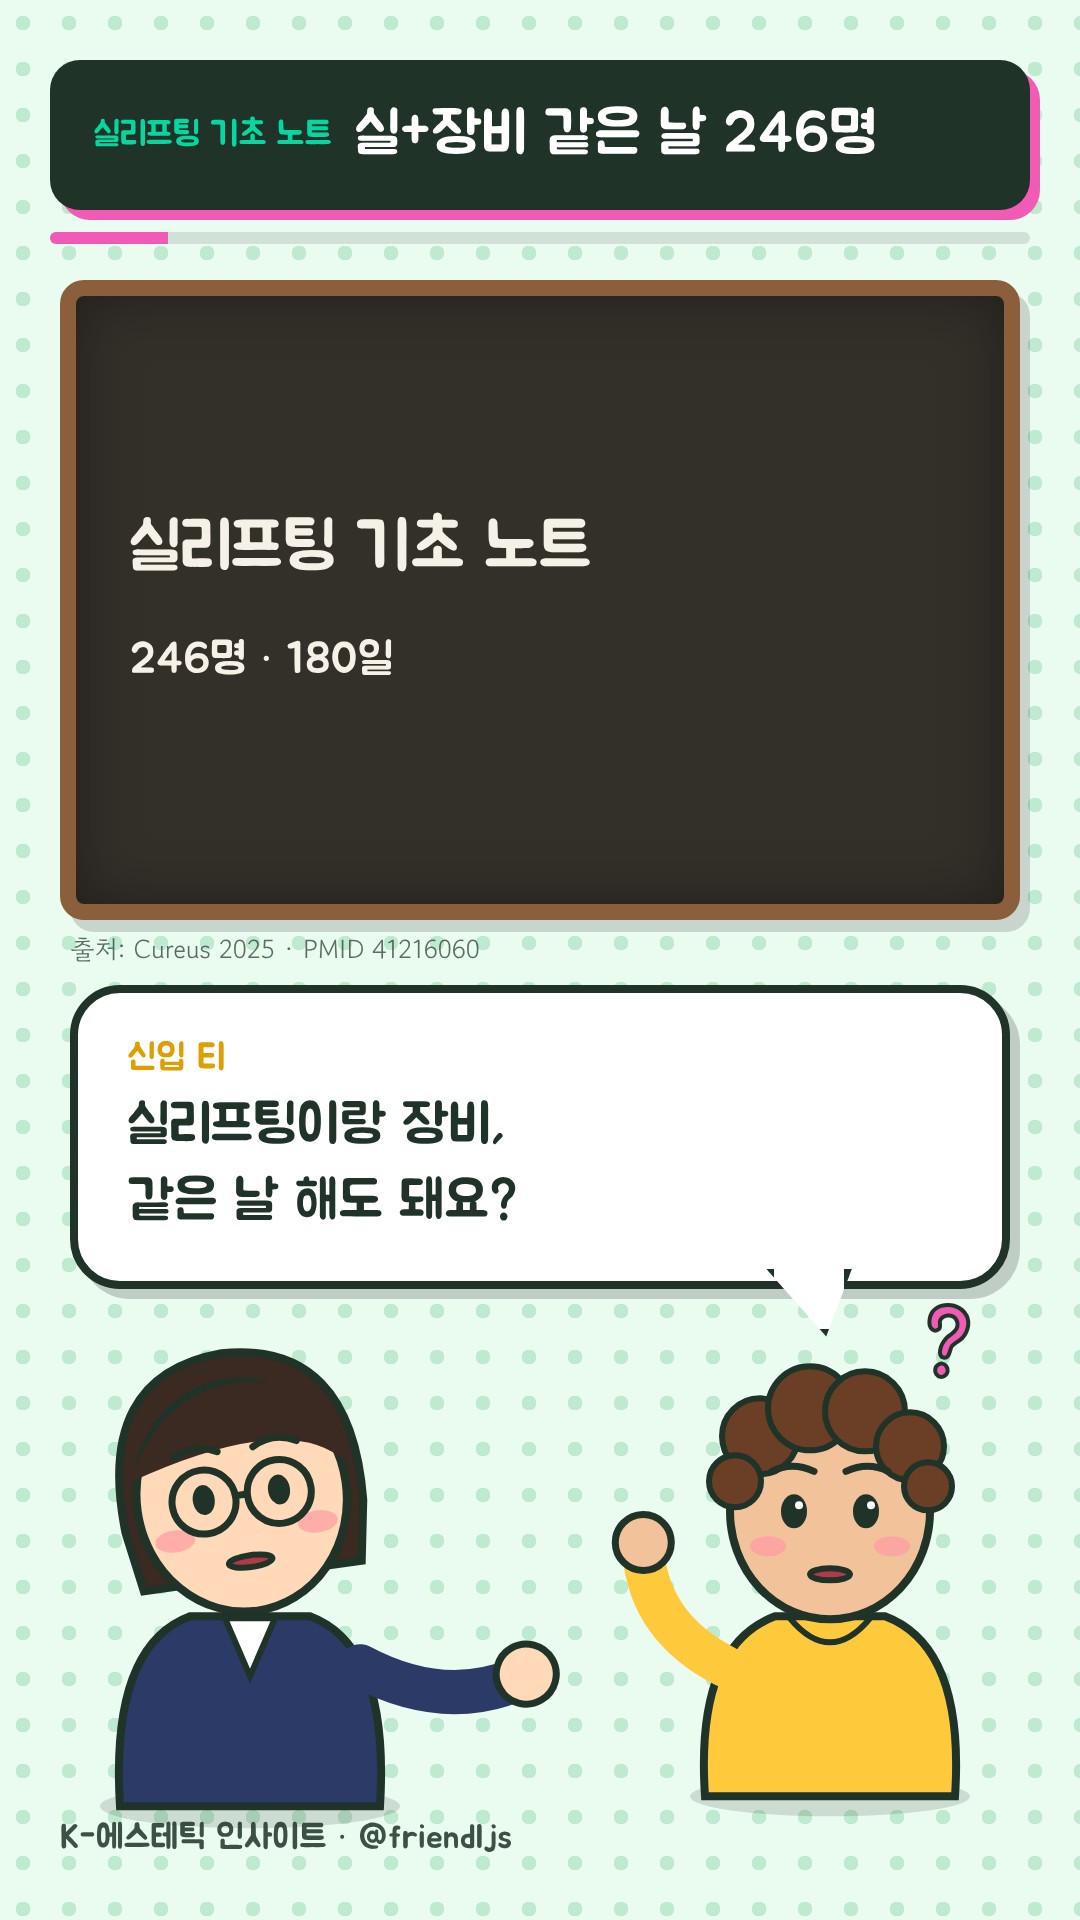 실리프팅 기초 노트 실+장비 같은 날 246명
실리프팅 기초 노트
246명 · 180일
출처: Cureus 2025 · PMID 41216060
신입 티
실리프팅이랑 장비,
같은 날 해도 돼요?
?
K-에스테틱 인사이트 · @friendljs